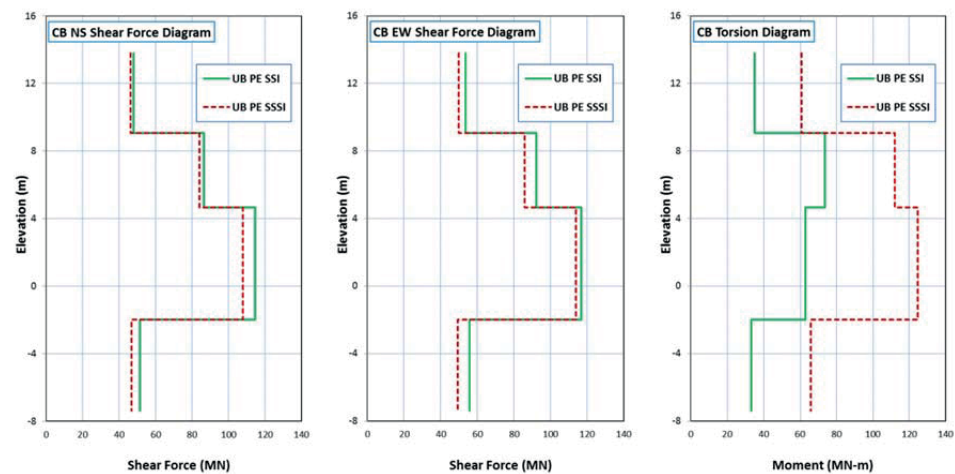 CB NS Shear Force Diagram
UB PE SSI
UB PE SSSI
16
12
8
4
0
-4
-8
Elevation (m)
0 20 40 60 80 100 120 140
Shear Force (MN)
CB EW Shear Force Diagram
UB PE SSI
UB PE SSSI
16
12
8
4
0
-4
-8
Elevation (m)
0 20 40 60 80 100 120 140
Shear Force (MN)
CB Torsion Diagram
UB PE SSI
UB PE SSSI
16
12
8
4
0
-4
-8
Elevation (m)
0 20 40 60 80 100 120 140
Moment (MN-m)